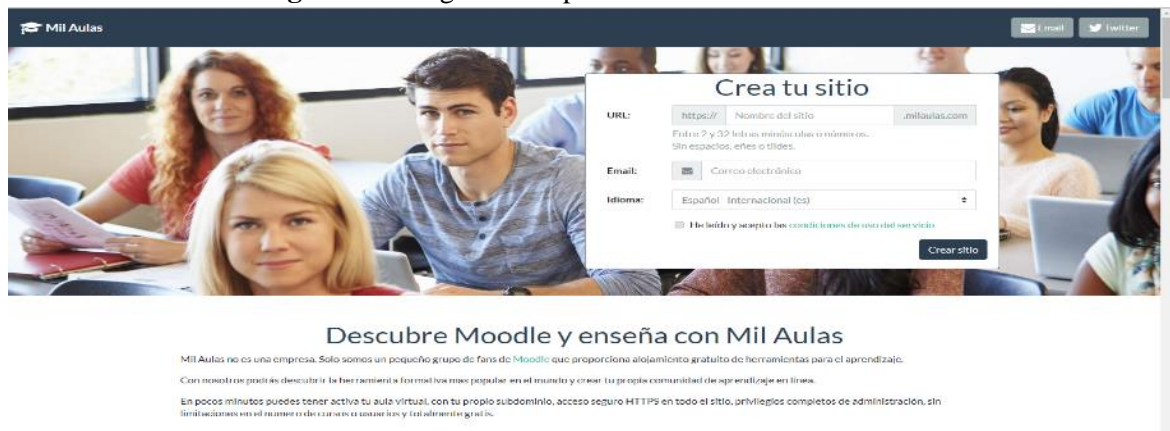 Mil Aulas
Email Twitter
Crea tu sitio
URL: https:// Nombre del sitio .milaulas.com
Entre 2 y 32 letras minúsculas o números.
Sin espacios, eñes o tildes.
Email: Correo electrónico
Idioma: Español - Internacional (es)
He leído y acepto las condiciones de uso del servicio
Crear sitio
Descubre Moodle y enseña con Mil Aulas
Mil Aulas no es una empresa. Solo somos un pequeño grupo de fans de Moodle que proporciona alojamiento gratuito de herramientas para el aprendizaje.
Con nosotros podrás descubrir la herramienta formativa más popular en el mundo y crear tu propia comunidad de aprendizaje en línea.
En pocos minutos puedes tener activa tu aula virtual, con tu propio subdominio, acceso seguro HTTPS en todo el sitio, privilegios completos de administración, sin
limitaciones en el número de cursos o usuarios y totalmente gratis.